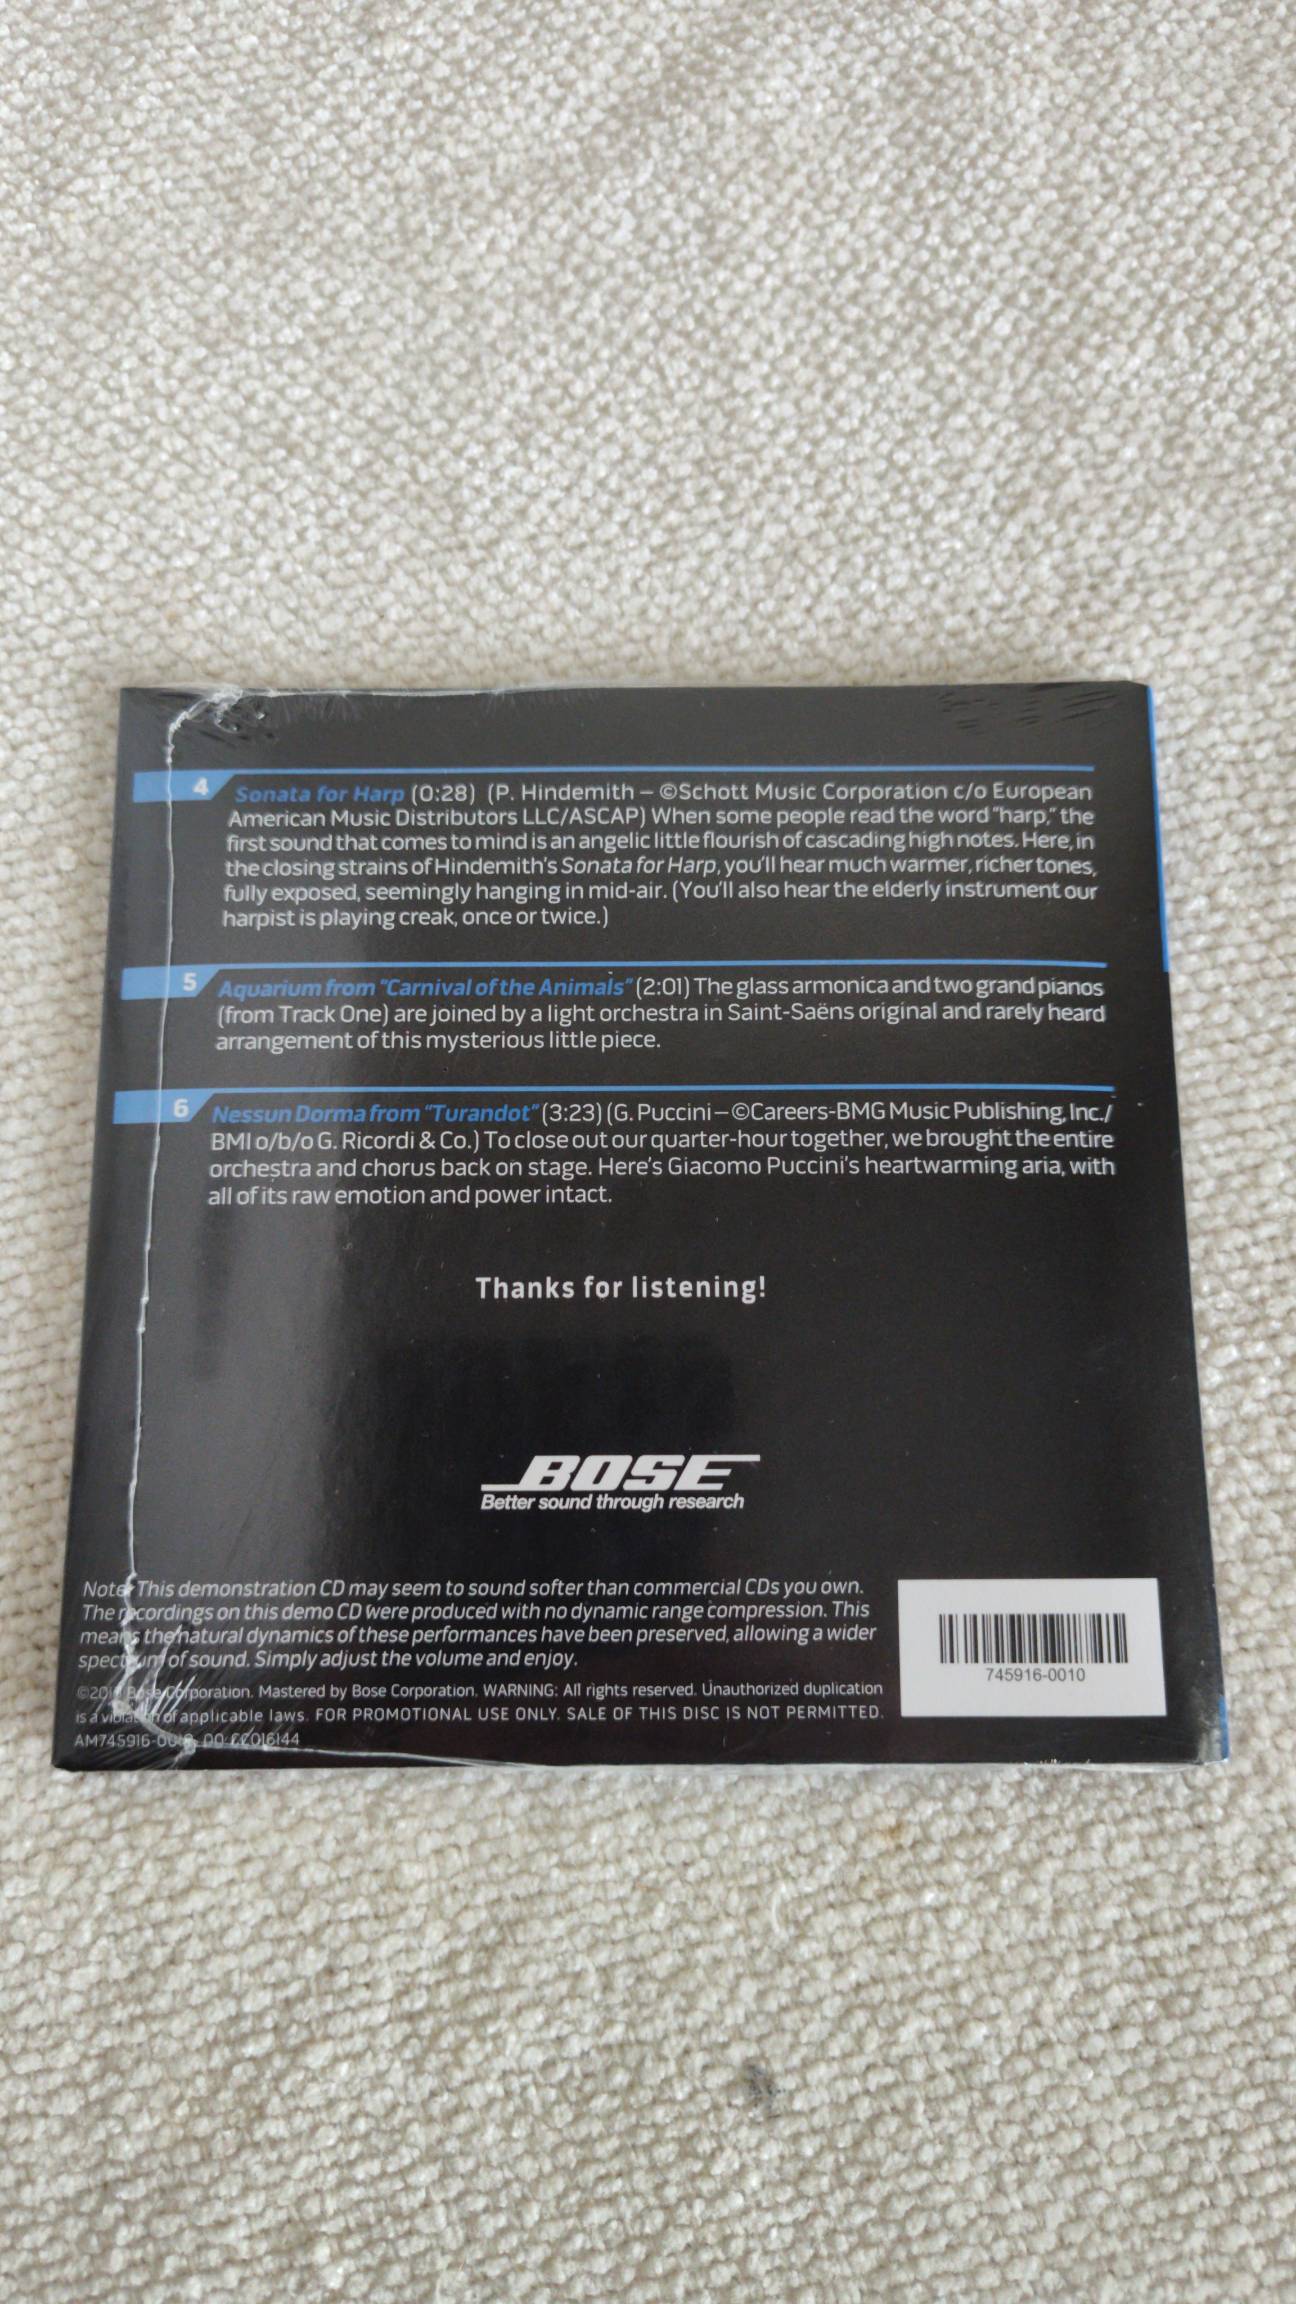 4 Sonata for Harp (0:28) (P. Hindemith – ©Schott Music Corporation c/o European
American Music Distributors LLC/ASCAP) When some people read the word "harp," the
first sound that comes to mind is an angelic little flourish of cascading high notes. Here, in
the closing strains of Hindemith's Sonata for Harp, you'll hear much warmer, richer tones,
fully exposed, seemingly hanging in mid-air. (You'll also hear the elderly instrument our
harpist is playing creak, once or twice.)
5 Aquarium from "Carnival of the Animals" (2:01) The glass armonica and two grand pianos
(from Track One) are joined by a light orchestra in Saint-Saëns original and rarely heard
arrangement of this mysterious little piece.
6 Nessun Dorma from "Turandot" (3:23) (G. Puccini – ©Careers-BMG Music Publishing, Inc./
BMI o/b/o G. Ricordi & Co.) To close out our quarter-hour together, we brought the entire
orchestra and chorus back on stage. Here's Giacomo Puccini's heartwarming aria, with
all of its raw emotion and power intact.
Thanks for listening!
BOSE
Better sound through research
Note: This demonstration CD may seem to sound softer than commercial CDs you own.
The recordings on this demo CD were produced with no dynamic range compression. This
means the natural dynamics of these performances have been preserved, allowing a wider
spectrum of sound. Simply adjust the volume and enjoy.
Bose Corporation. Mastered by Bose Corporation. WARNING: All rights reserved. Unauthorized duplication
is a violation of applicable laws. FOR PROMOTIONAL USE ONLY. SALE OF THIS DISC IS NOT PERMITTED.
CC016144
745916-0010